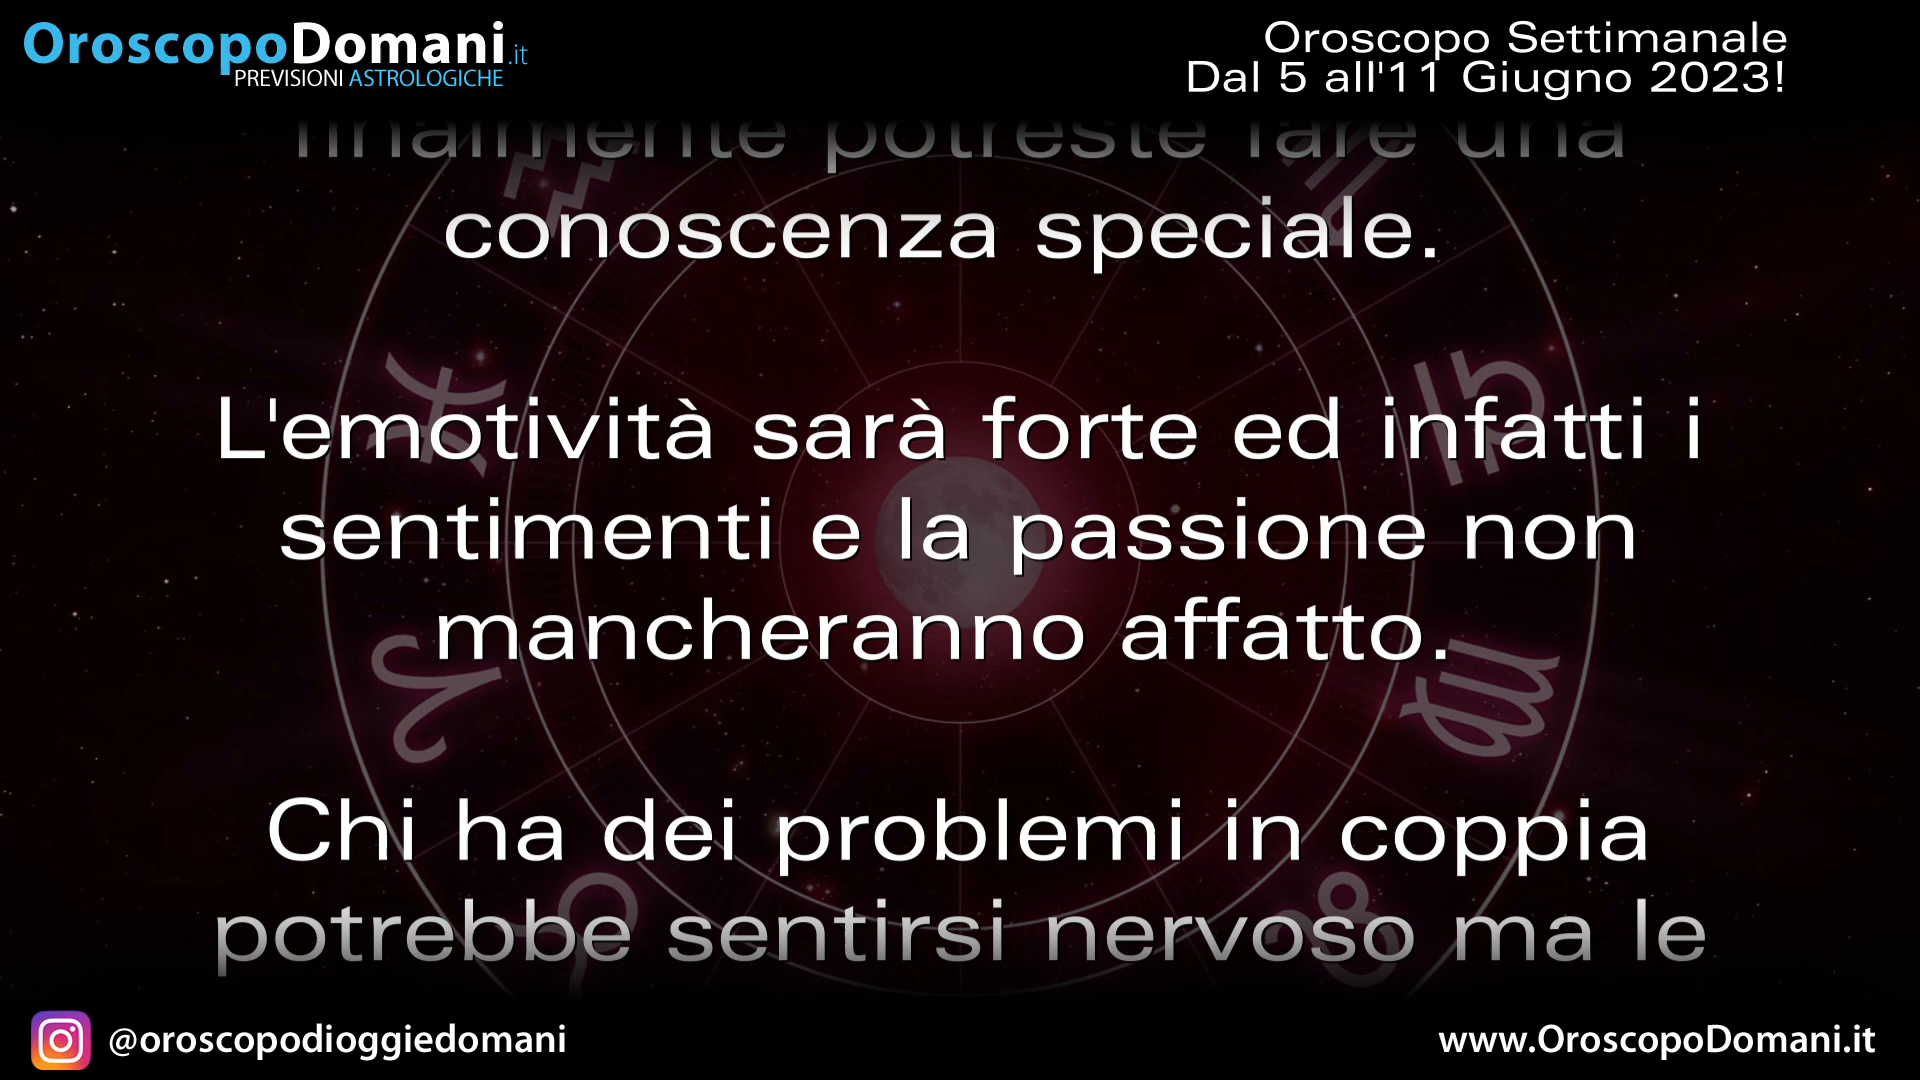 OroscopoDomani.it
PREVISIONI ASTROLOGICHE
Oroscopo Settimanale
Dal 5 all'11 Giugno 2023!
finalmente potreste fare una
conoscenza speciale.
L'emotività sarà forte ed infatti i
sentimenti e la passione non
mancheranno affatto.
Chi ha dei problemi in coppia
potrebbe sentirsi nervoso ma le
@oroscopodioggiedomani
www.OroscopoDomani.it